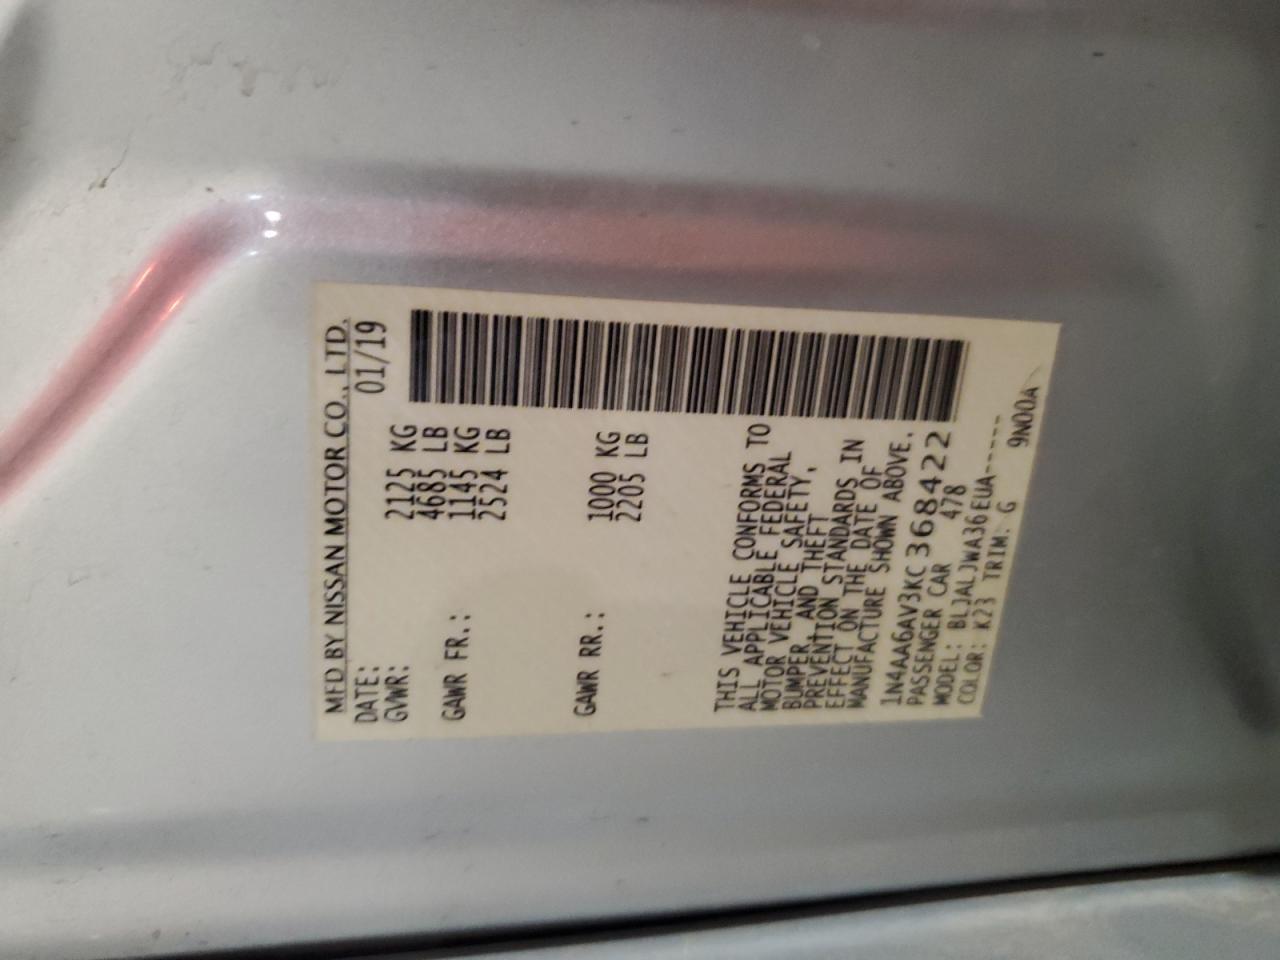 MFD BY NISSAN MOTOR CO., LTD.
DATE: 01/19
GVWR: 2125 KG
4685 LB
GAWR FR.: 1145 KG
2524 LB
GAWR RR.: 1000 KG
2205 LB
THIS VEHICLE CONFORMS TO
ALL APPLICABLE FEDERAL
MOTOR VEHICLE SAFETY,
BUMPER AND THEFT
PREVENTION STANDARDS IN
EFFECT ON THE DATE OF
MANUFACTURE SHOWN ABOVE.
1N4AA6AV3KC368422
PASSENGER CAR 478
MODEL: BLJALJWA36EUA-----
COLOR: K23 TRIM: G 9N00A